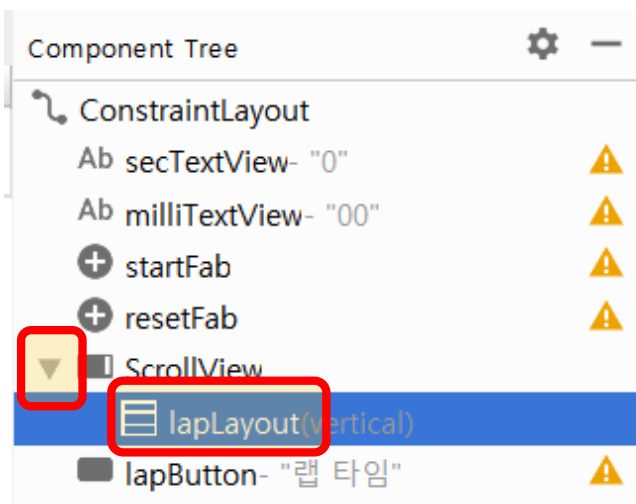 Component Tree
ConstraintLayout
Ab secTextView- "0"
Ab milliTextView- "00"
startFab
resetFab
ScrollView
lapLayout(vertical)
lapButton- "랩 타임"